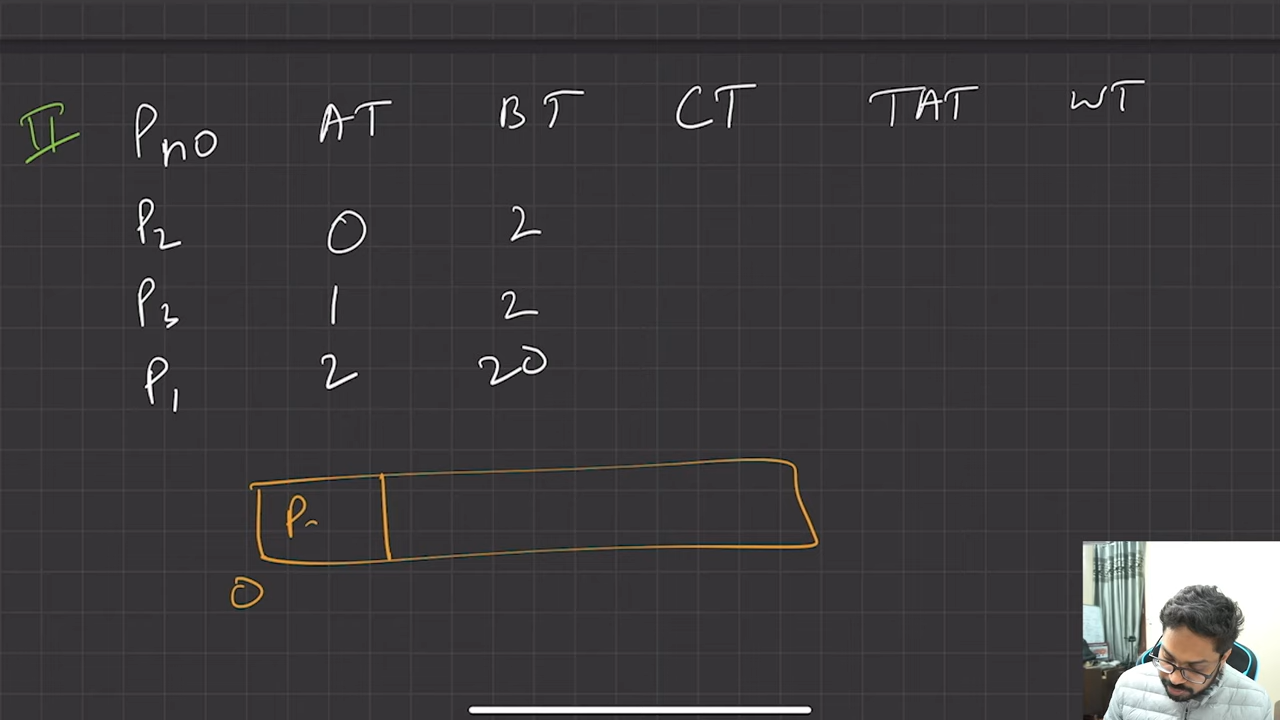 II Pno AT BT CT TAT WT
P2 0 2
P3 1 2
P1 2 20
P
0